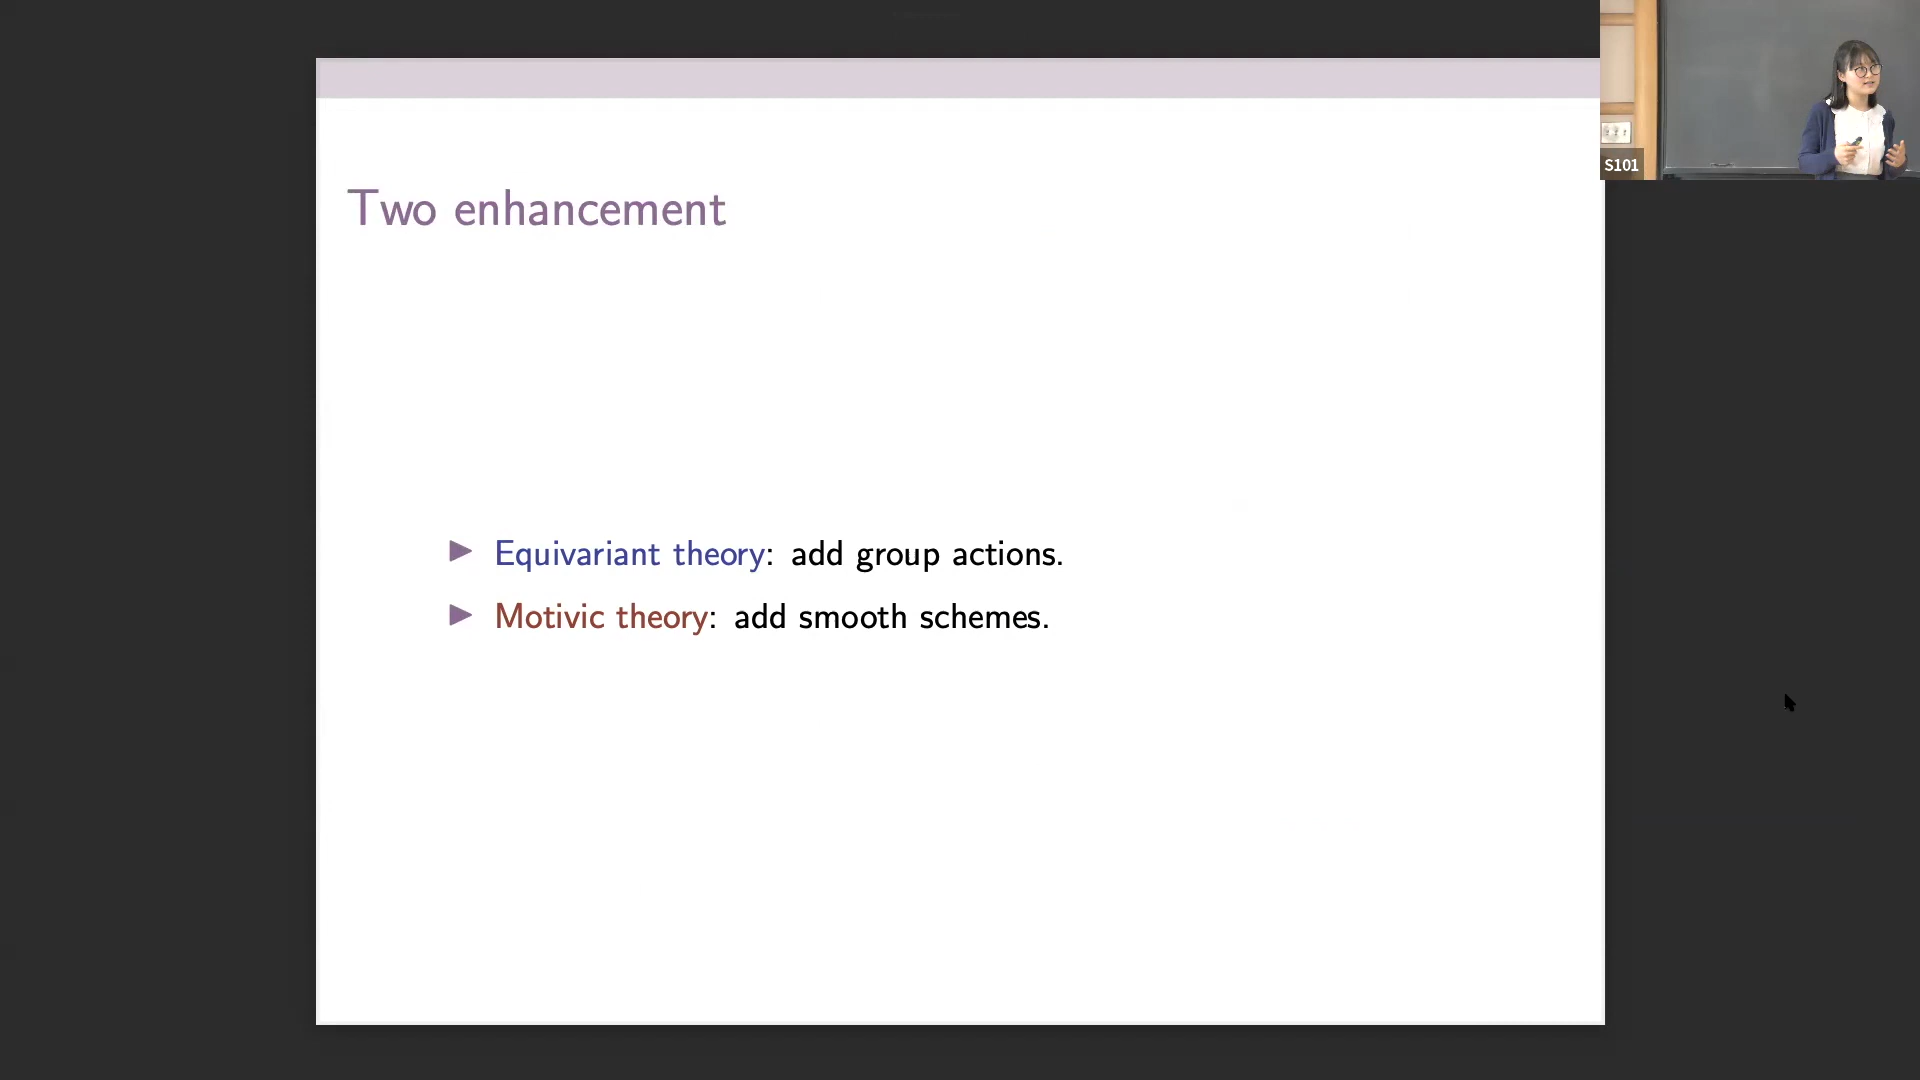 S101
Two enhancement
▶ Equivariant theory: add group actions.
▶ Motivic theory: add smooth schemes.